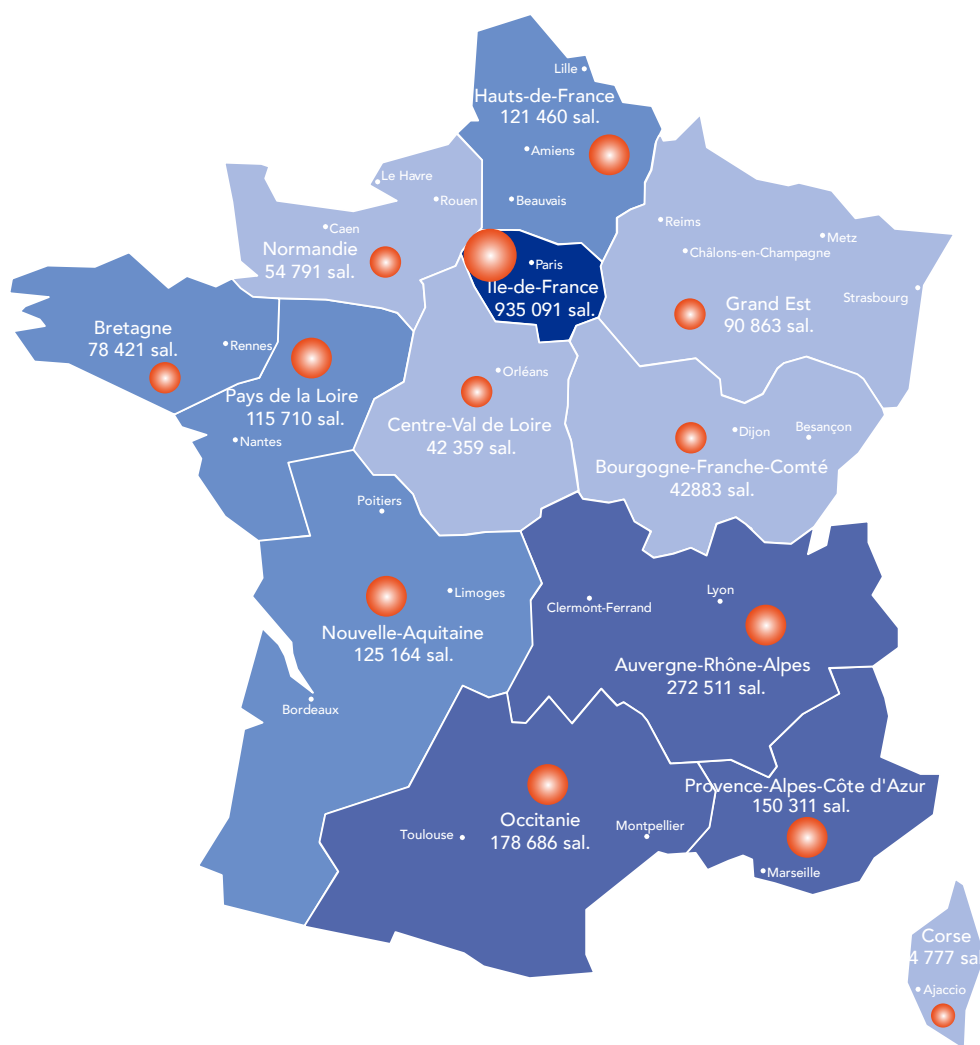 Lille
Hauts-de-France
121 460 sal.
Amiens
Beauvais
Le Havre
Rouen
Caen
Normandie
54 791 sal.
Paris
Ile-de-France
935 091 sal.
Reims
Metz
Châlons-en-Champagne
Strasbourg
Grand Est
90 863 sal.
Bretagne
78 421 sal.
Rennes
Pays de la Loire
115 710 sal.
Nantes
Orléans
Centre-Val de Loire
42 359 sal.
Dijon
Besançon
Bourgogne-Franche-Comté
42883 sal.
Poitiers
Limoges
Nouvelle-Aquitaine
125 164 sal.
Bordeaux
Clermont-Ferrand
Lyon
Auvergne-Rhône-Alpes
272 511 sal.
Occitanie
178 686 sal.
Toulouse
Montpellier
Provence-Alpes-Côte d'Azur
150 311 sal.
Marseille
Corse
4 777 sal
Ajaccio